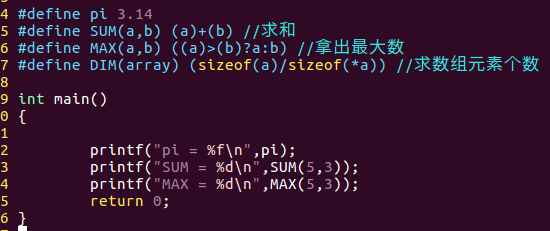 4 #define pi 3.14
5 #define SUM(a,b) (a)+(b) //求和
6 #define MAX(a,b) ((a)>(b)?a:b) //拿出最大数
7 #define DIM(array) (sizeof(a)/sizeof(*a)) //求数组元素个数
8
9 int main()
0 {
1
2 printf("pi = %f\n",pi);
3 printf("SUM = %d\n",SUM(5,3));
4 printf("MAX = %d\n",MAX(5,3));
5 return 0;
6 }